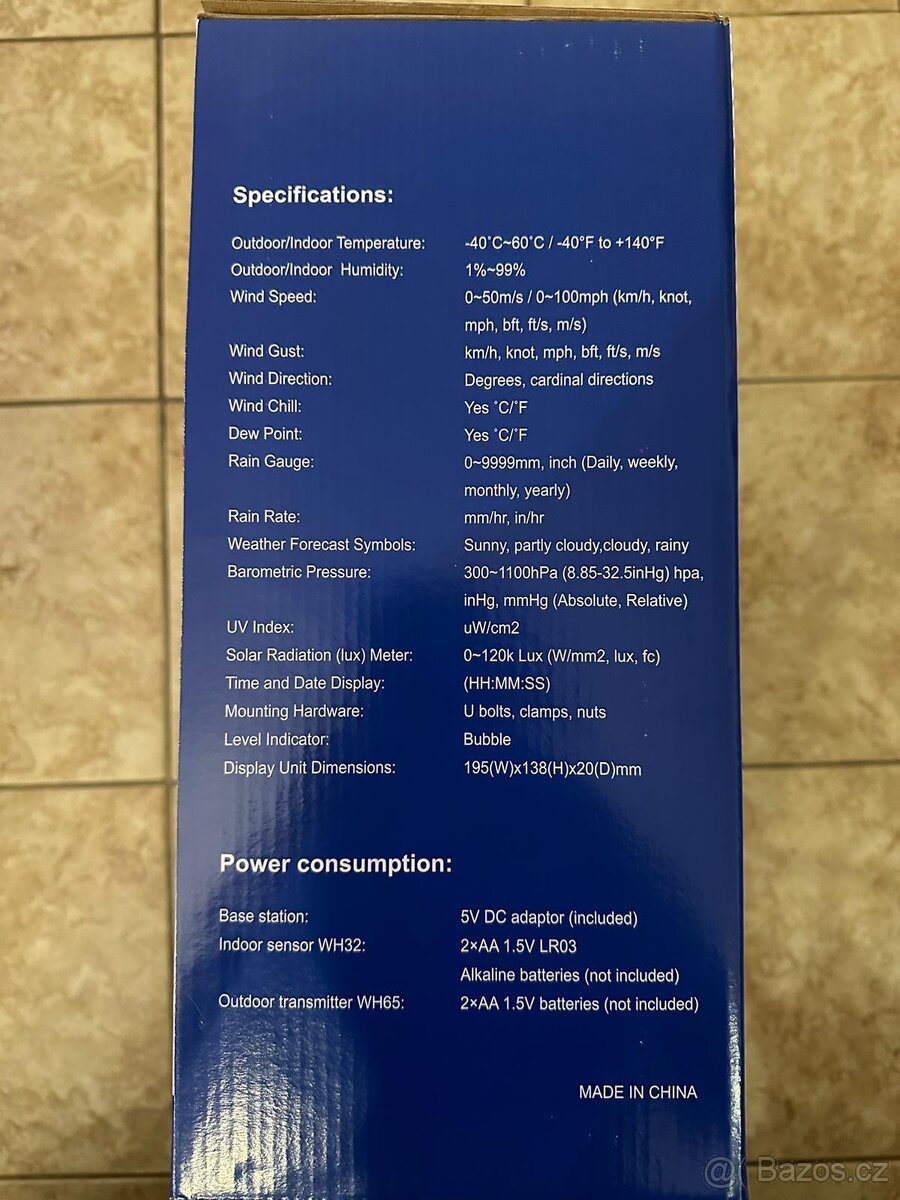 Specifications:
Outdoor/Indoor Temperature: -40˚C~60˚C / -40°F to +140°F
Outdoor/Indoor Humidity: 1%~99%
Wind Speed: 0~50m/s / 0~100mph (km/h, knot,
mph, bft, ft/s, m/s)
Wind Gust: km/h, knot, mph, bft, ft/s, m/s
Wind Direction: Degrees, cardinal directions
Wind Chill: Yes ˚C/˚F
Dew Point: Yes ˚C/˚F
Rain Gauge: 0~9999mm, inch (Daily, weekly,
monthly, yearly)
Rain Rate: mm/hr, in/hr
Weather Forecast Symbols: Sunny, partly cloudy,cloudy, rainy
Barometric Pressure: 300~1100hPa (8.85-32.5inHg) hpa,
inHg, mmHg (Absolute, Relative)
UV Index: uW/cm2
Solar Radiation (lux) Meter: 0~120k Lux (W/mm2, lux, fc)
Time and Date Display: (HH:MM:SS)
Mounting Hardware: U bolts, clamps, nuts
Level Indicator: Bubble
Display Unit Dimensions: 195(W)x138(H)x20(D)mm
Power consumption:
Base station: 5V DC adaptor (included)
Indoor sensor WH32: 2×AA 1.5V LR03
Alkaline batteries (not included)
Outdoor transmitter WH65: 2×AA 1.5V batteries (not included)
MADE IN CHINA
@ Bazos.cz